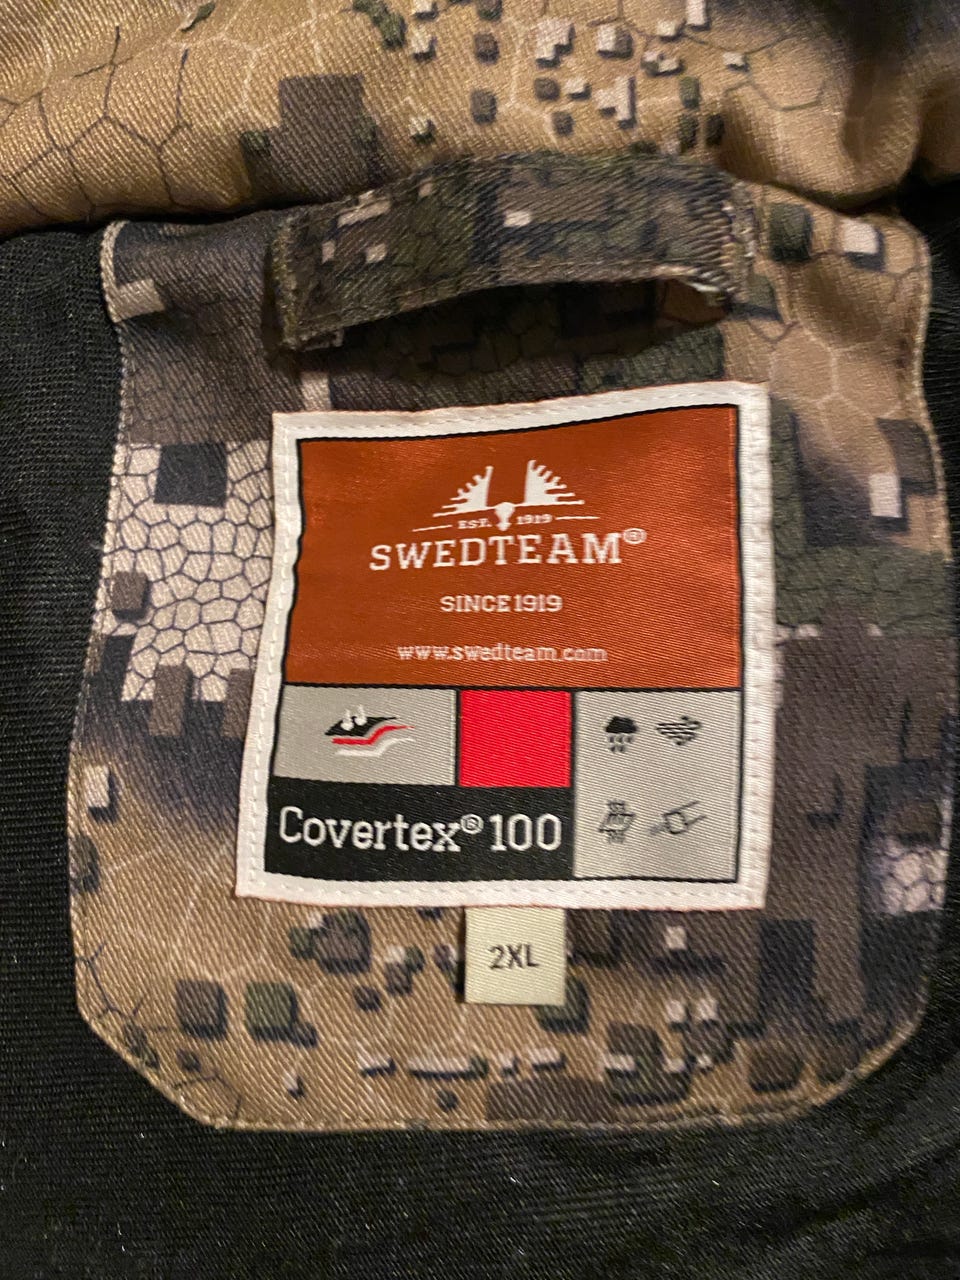 EST. 1919
SWEDTEAM®
SINCE 1919
www.swedteam.com
Covertex® 100
2XL